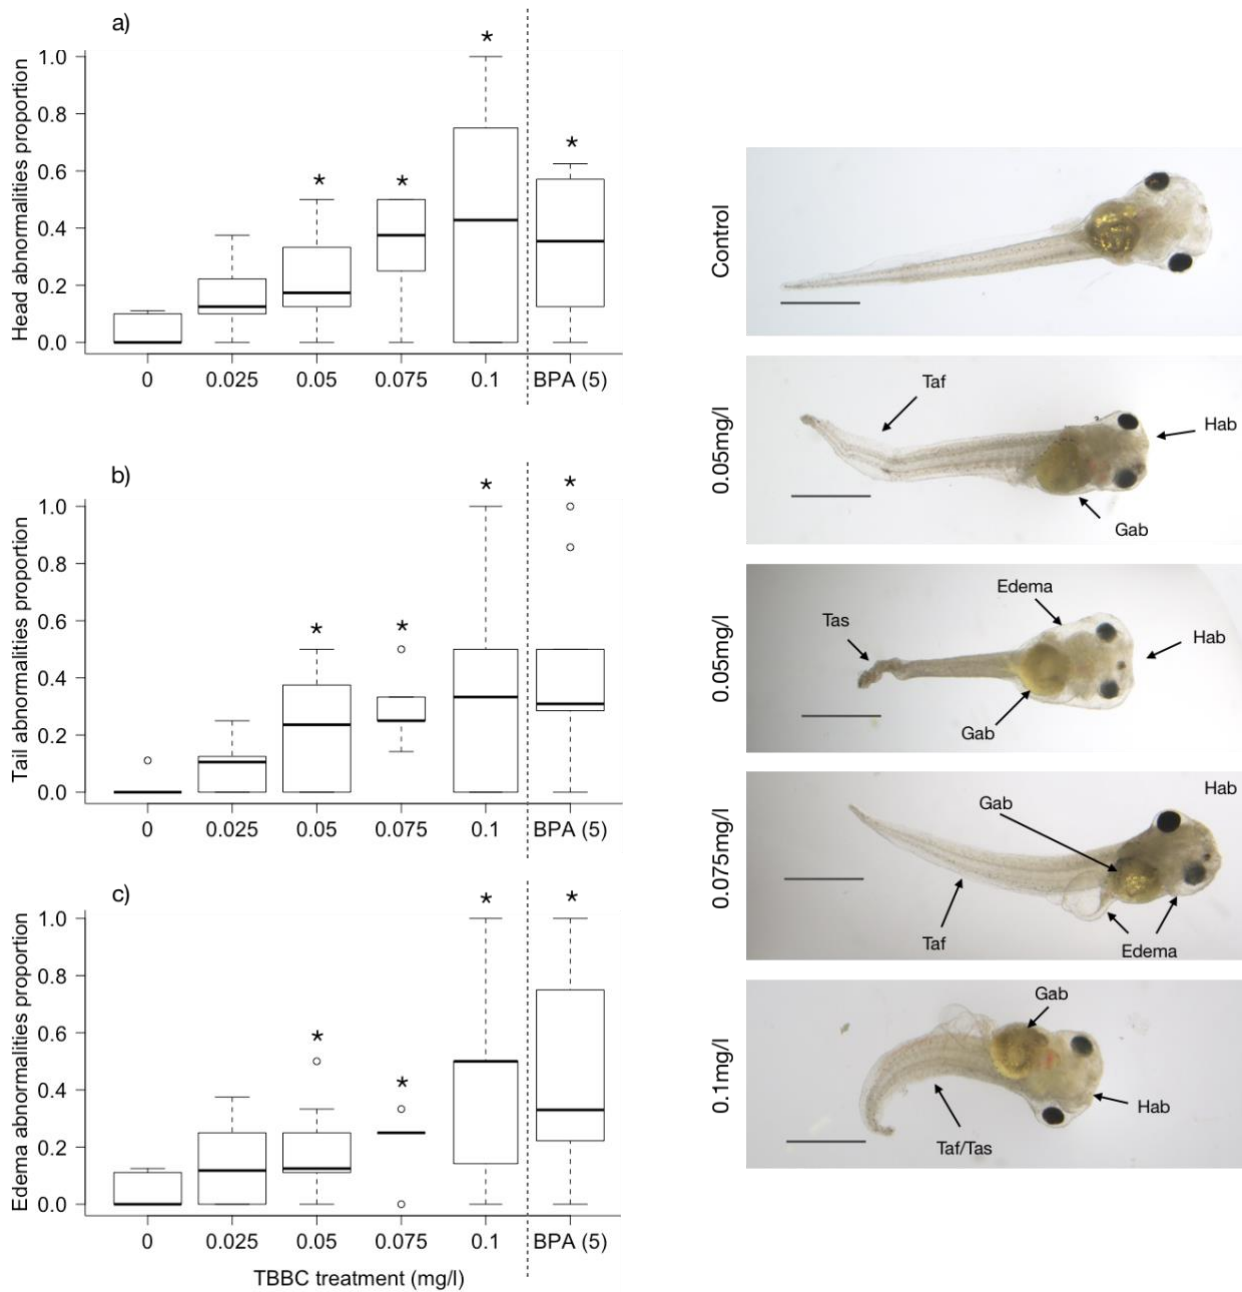 a)
Head abnormalities proportion
1.0
0.8
0.6
0.4
0.2
0.0
* * * *
0 0.025 0.05 0.075 0.1 BPA (5)
b)
Tail abnormalities proportion
1.0
0.8
0.6
0.4
0.2
0.0
* * * *
0 0.025 0.05 0.075 0.1 BPA (5)
c)
Edema abnormalities proportion
1.0
0.8
0.6
0.4
0.2
0.0
* * * *
0 0.025 0.05 0.075 0.1 BPA (5)
TBBC treatment (mg/l)
Control
0.05mg/l
Taf
Hab
Gab
0.05mg/l
Edema
Tas
Hab
Gab
0.075mg/l
Hab
Gab
Taf
Edema
0.1mg/l
Gab
Hab
Taf/Tas